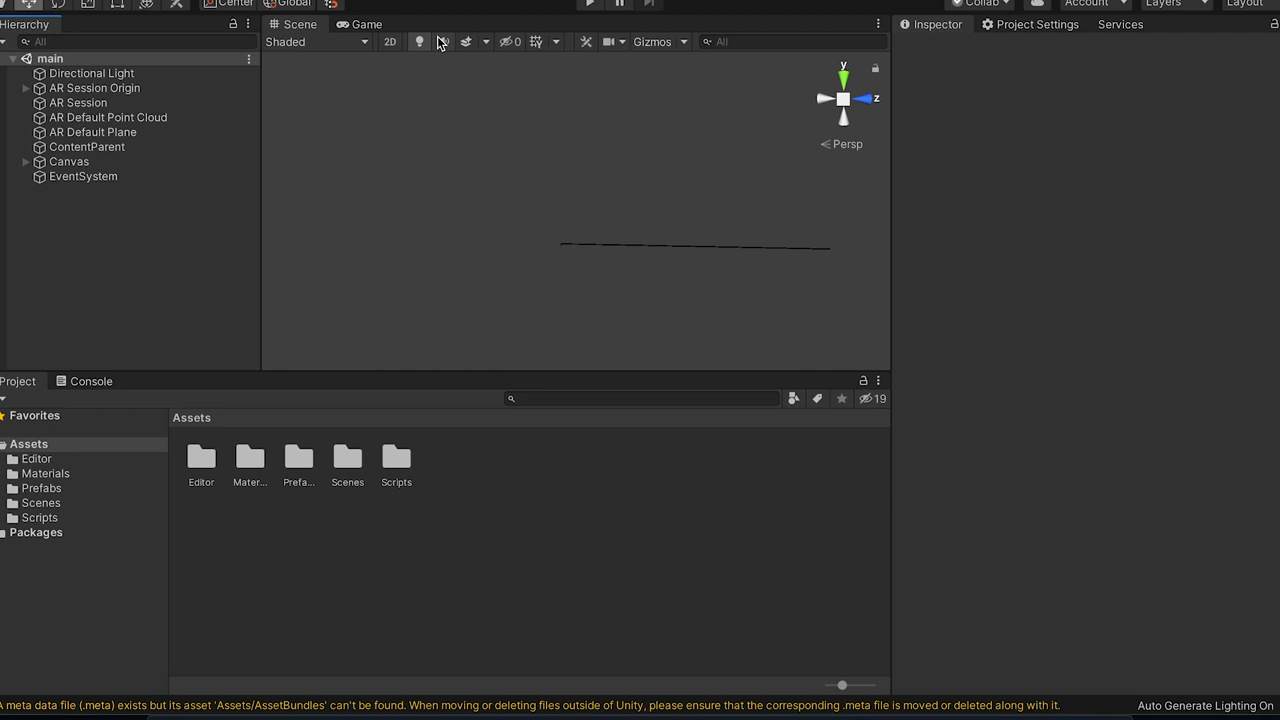 Center Global Collab Account Layers Layout
Hierarchy Scene Game Inspector Project Settings Services
All Shaded 2D 0 Gizmos All
main
Directional Light
AR Session Origin
AR Session
AR Default Point Cloud
AR Default Plane
ContentParent
Canvas
EventSystem
y
z
Persp
Project Console
19
Favorites
Assets
Editor
Materials
Prefabs
Scenes
Scripts
Packages
Assets
Editor Mater... Prefa... Scenes Scripts
A meta data file (.meta) exists but its asset 'Assets/AssetBundles' can't be found. When moving or deleting files outside of Unity, please ensure that the corresponding .meta file is moved or deleted along with it.
Auto Generate Lighting On